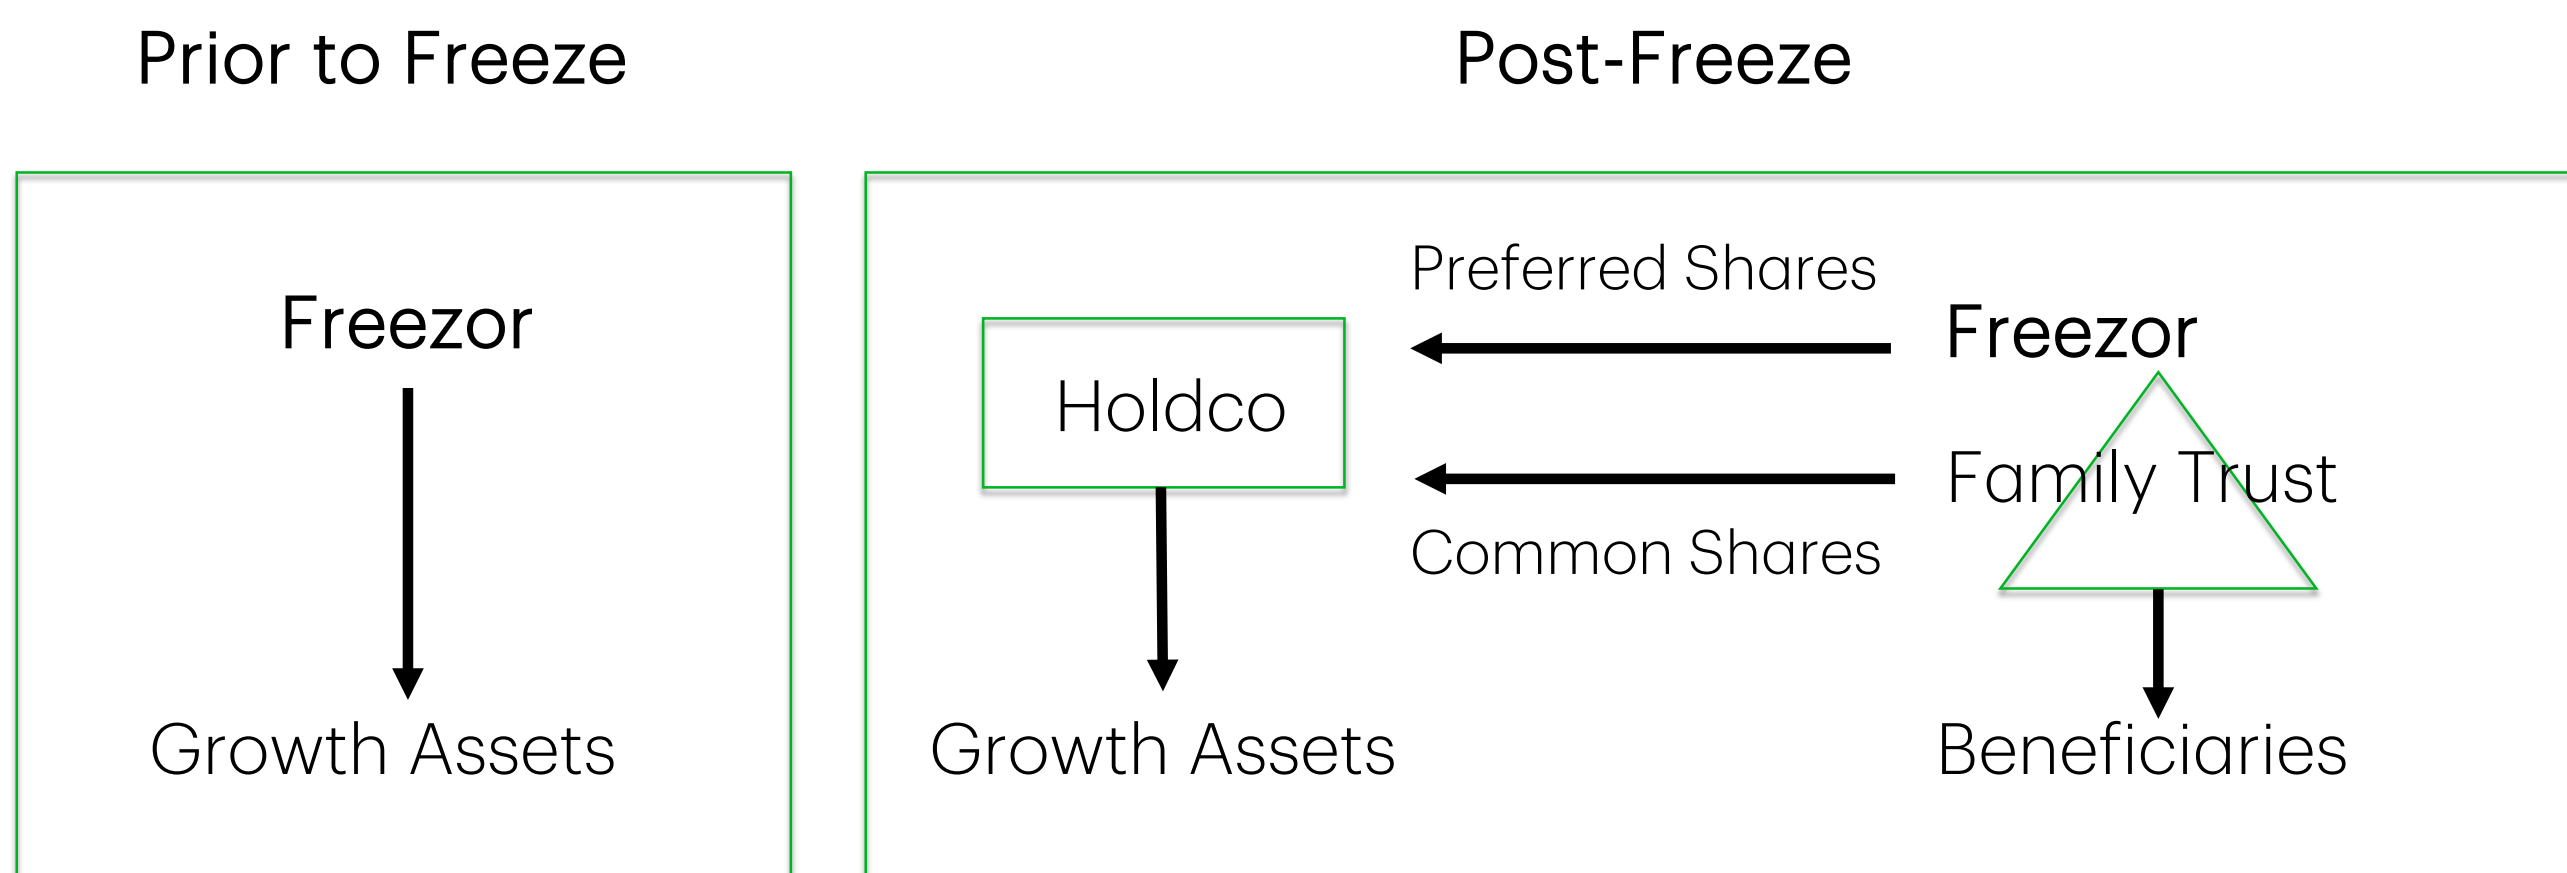 Prior to Freeze
Post-Freeze
Freezor
Growth Assets
Preferred Shares
Freezor
Holdco
Family Trust
Common Shares
Growth Assets
Beneficiaries